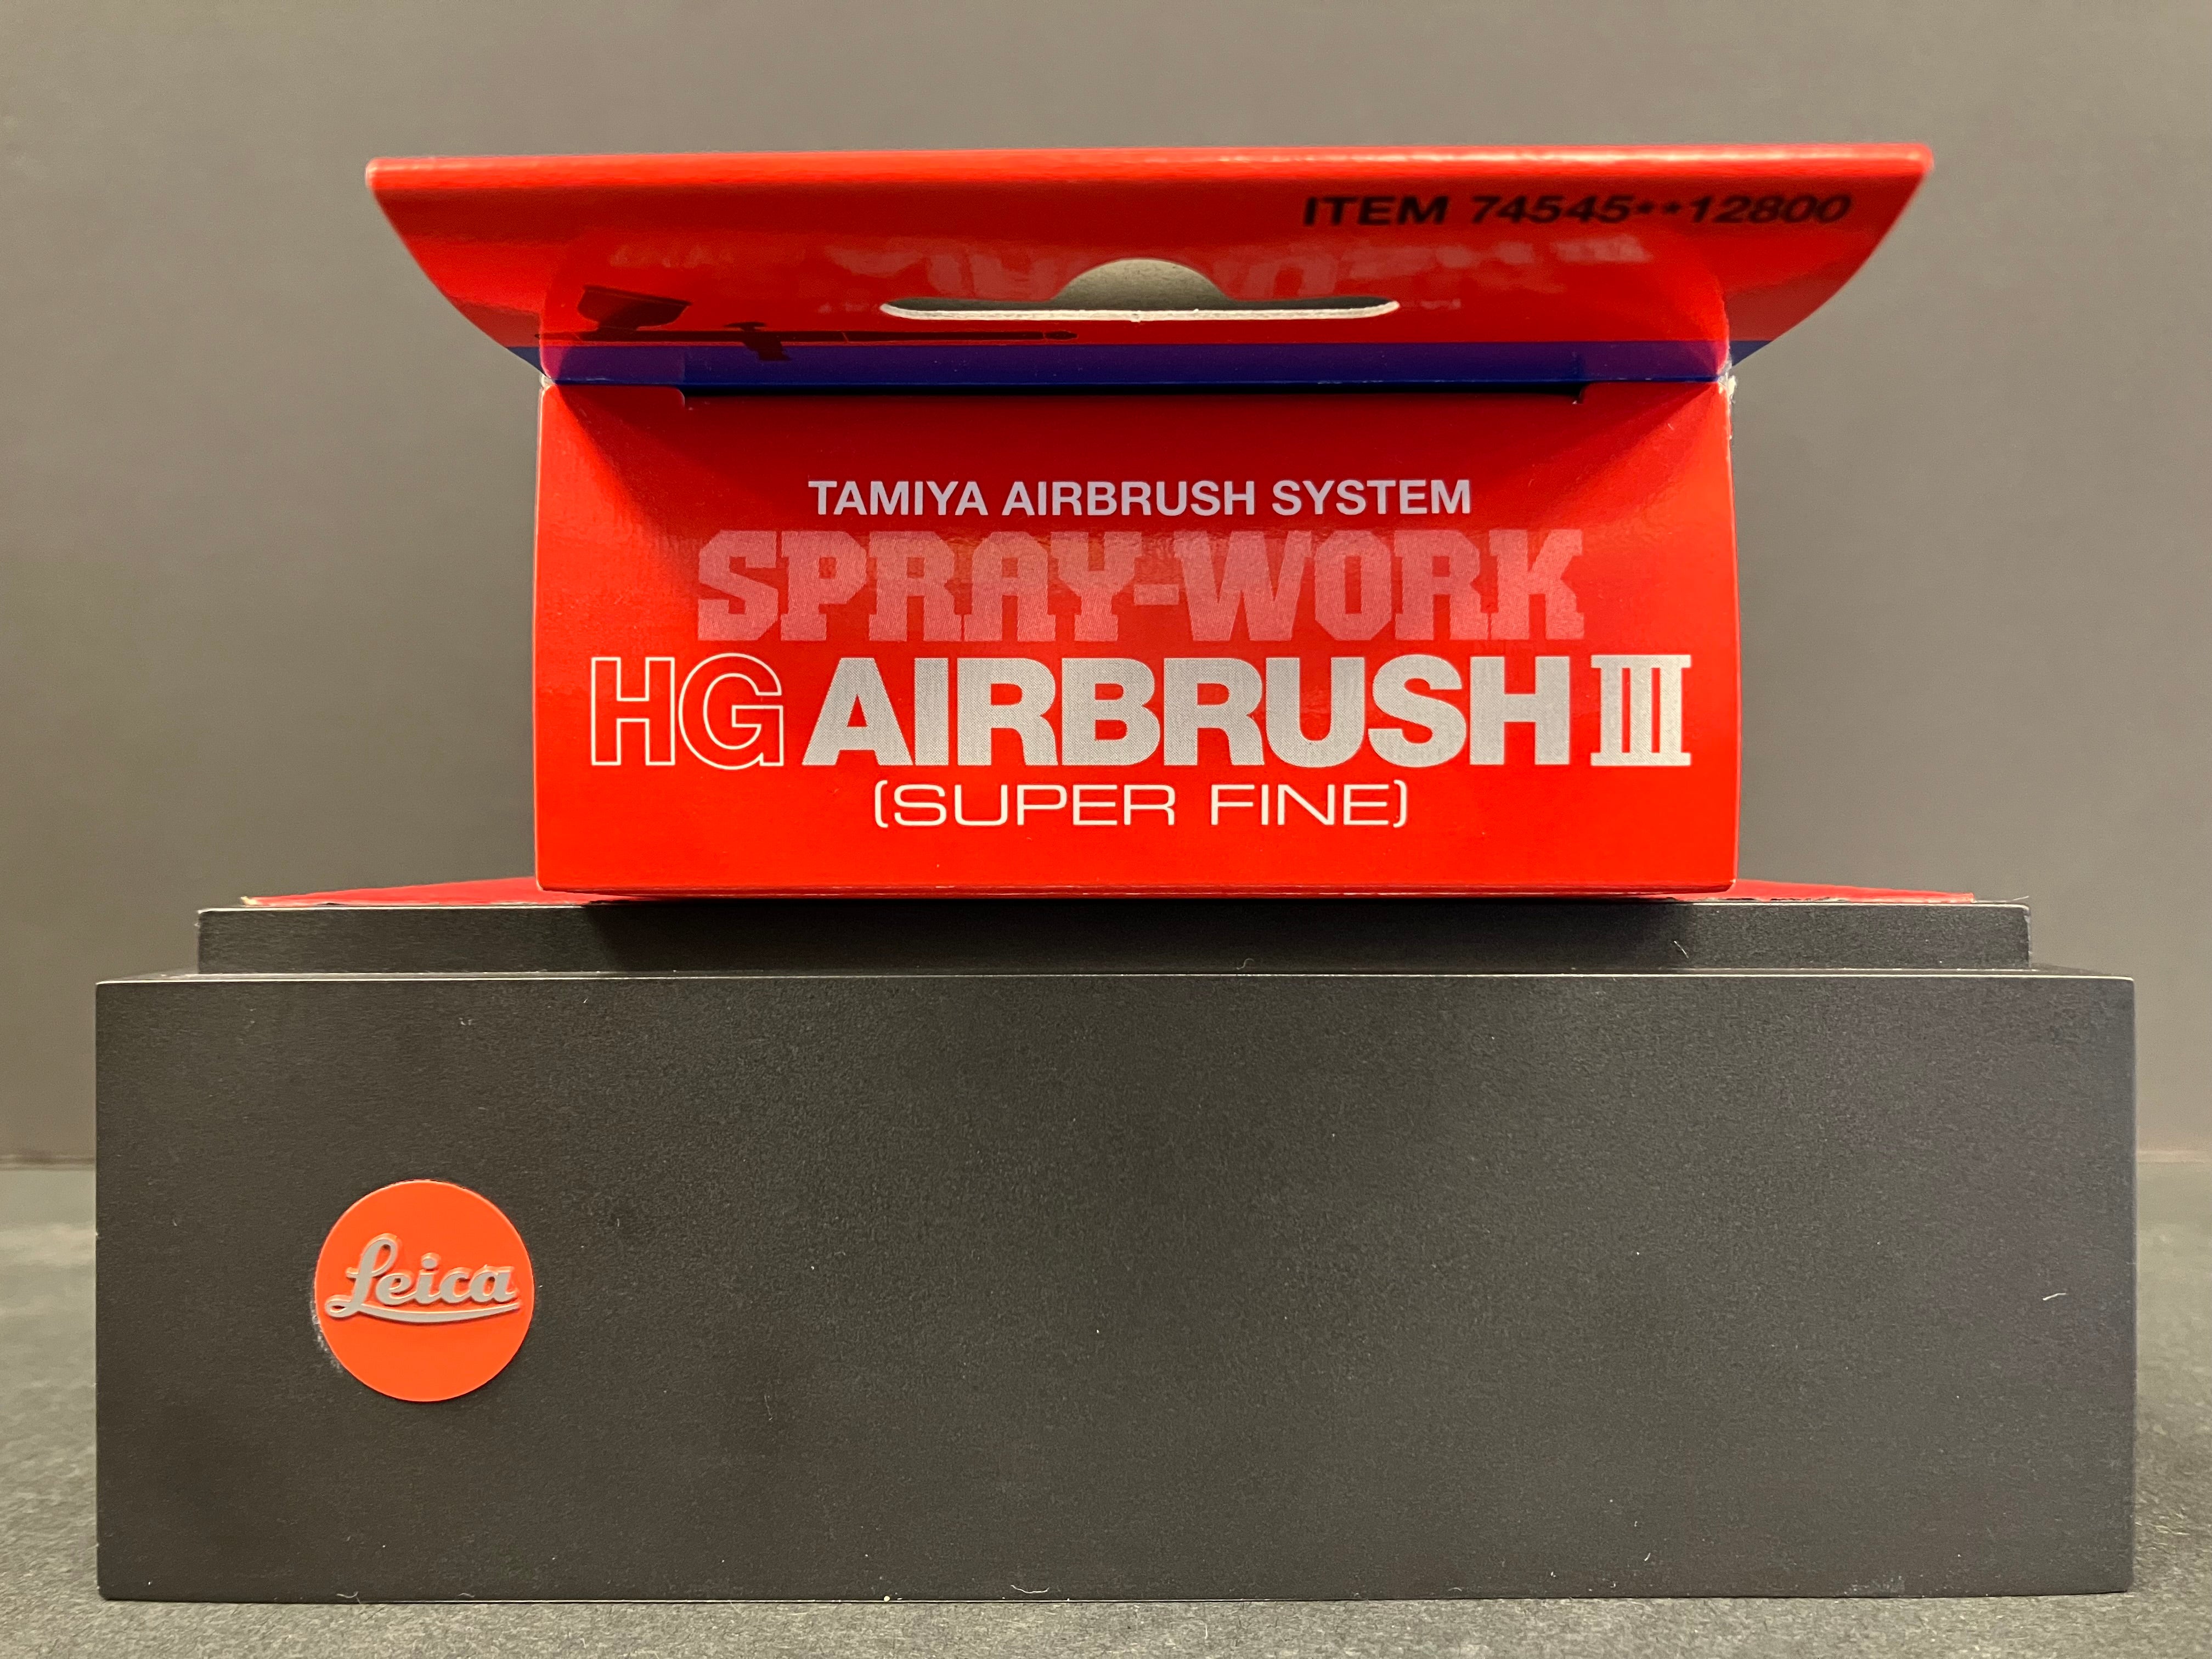 ITEM 74545**12800
TAMIYA AIRBRUSH SYSTEM
SPRAY-WORK
HG AIRBRUSH III
(SUPER FINE)
Leica